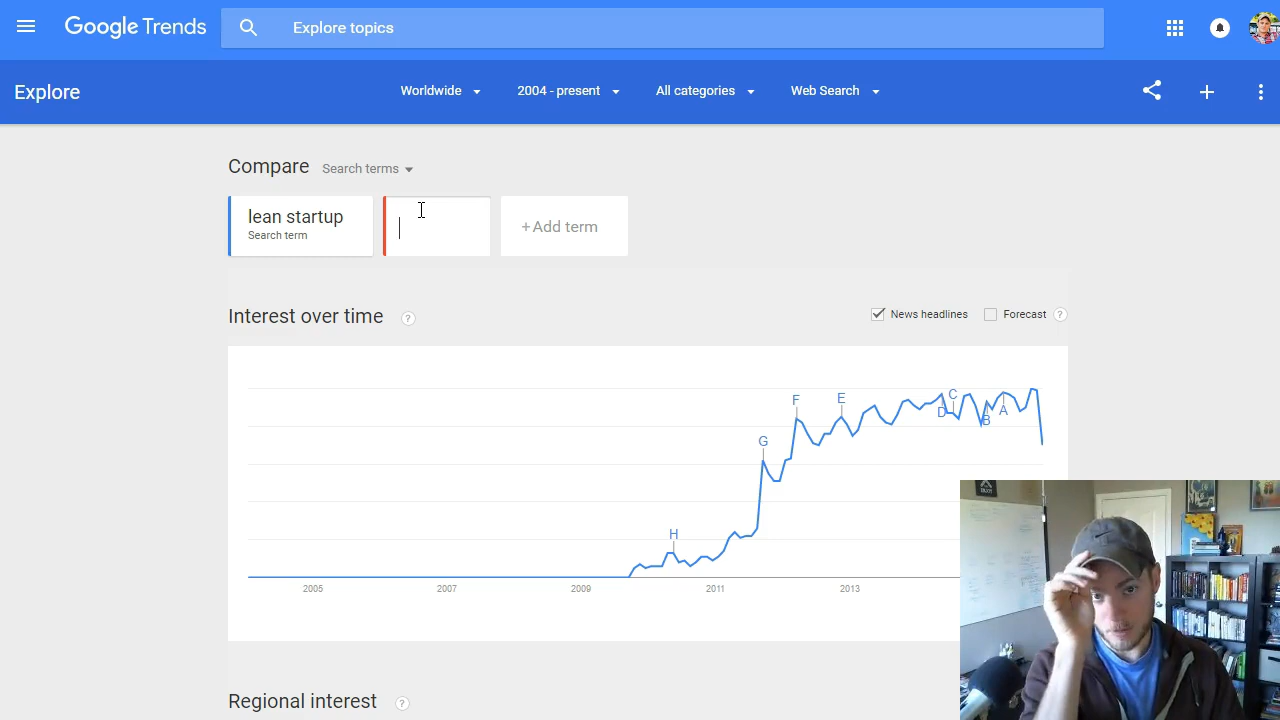 Google Trends
Explore topics
Explore
Worldwide
2004 - present
All categories
Web Search
Compare
Search terms
lean startup
Search term
+Add term
Interest over time
?
News headlines
Forecast
?
F
E
C
D
B
A
G
H
2005
2007
2009
2011
2013
Regional interest
?